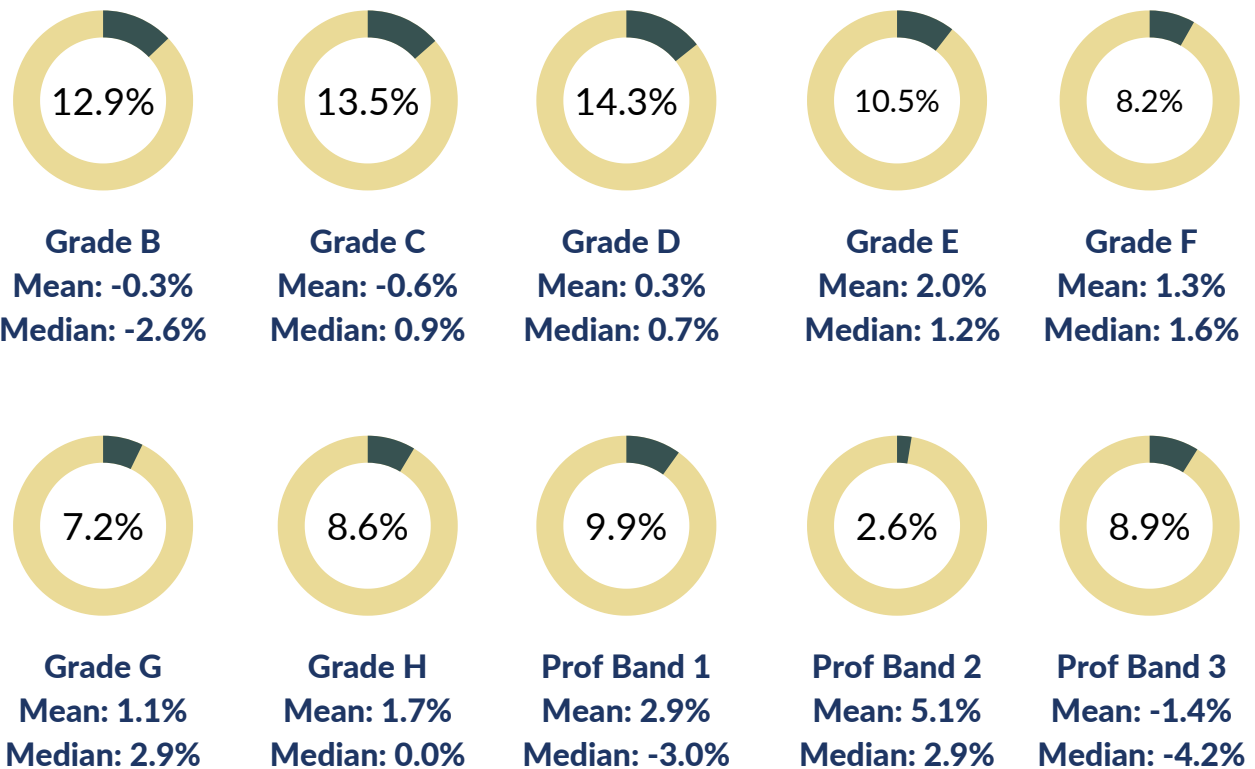 12.9%
13.5%
14.3%
10.5%
8.2%
Grade B
Mean: -0.3%
Median: -2.6%
Grade C
Mean: -0.6%
Median: 0.9%
Grade D
Mean: 0.3%
Median: 0.7%
Grade E
Mean: 2.0%
Median: 1.2%
Grade F
Mean: 1.3%
Median: 1.6%
7.2%
8.6%
9.9%
2.6%
8.9%
Grade G
Mean: 1.1%
Median: 2.9%
Grade H
Mean: 1.7%
Median: 0.0%
Prof Band 1
Mean: 2.9%
Median: -3.0%
Prof Band 2
Mean: 5.1%
Median: 2.9%
Prof Band 3
Mean: -1.4%
Median: -4.2%